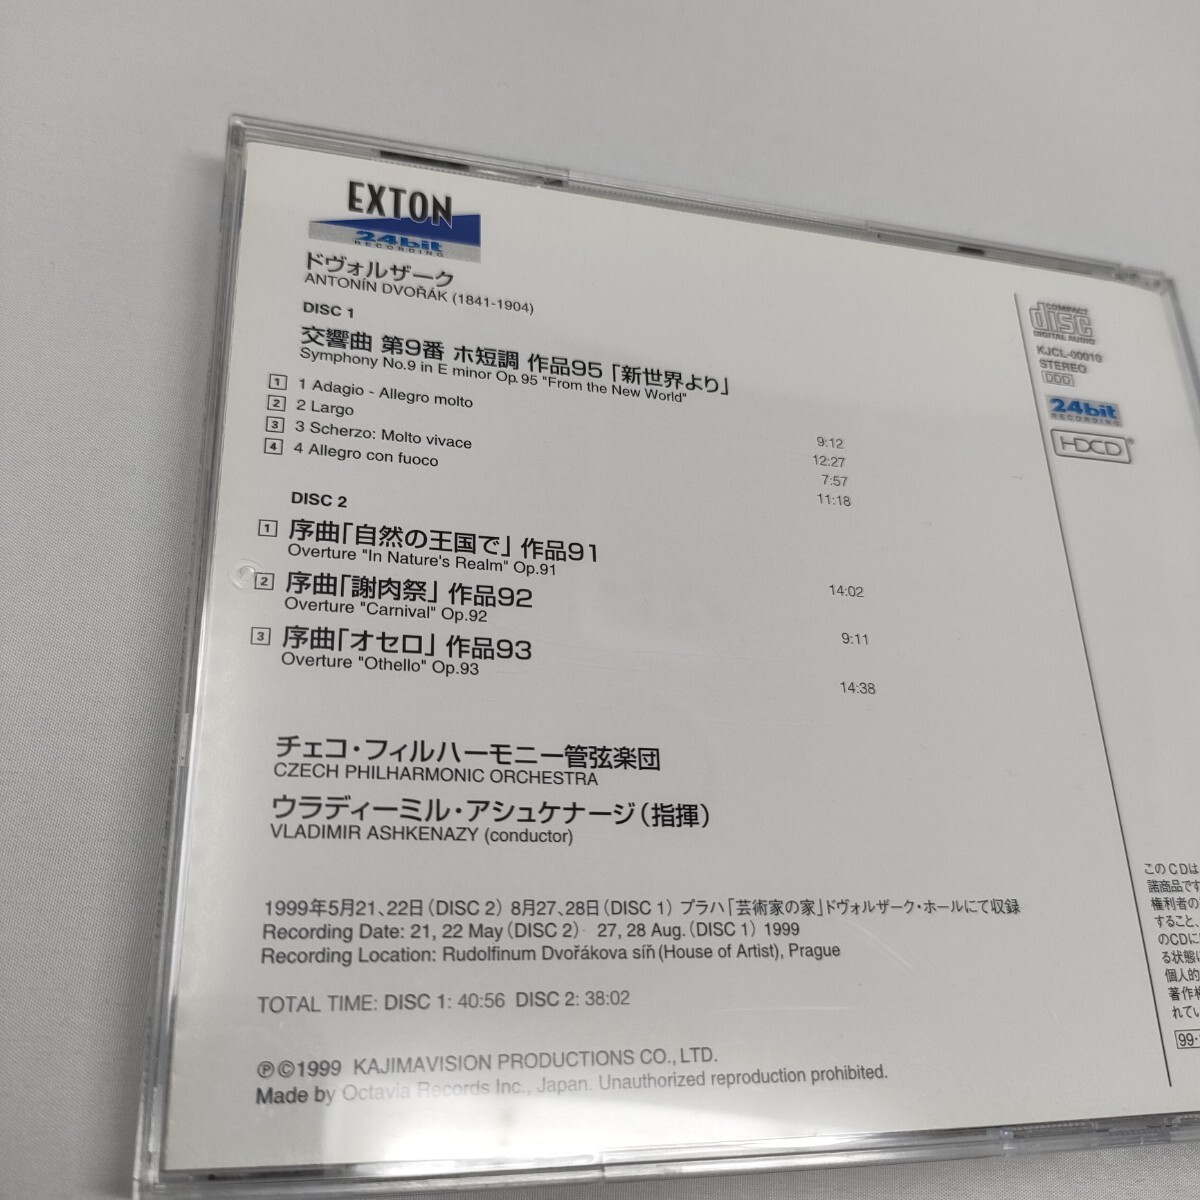 EXTON
24bit
RECORDING
ドヴォルザーク
ANTONÍN DVOŘÁK (1841-1904)
DISC 1
交響曲 第9番 ホ短調 作品95「新世界より」
Symphony No.9 in E minor Op.95 "From the New World"
1 1 Adagio - Allegro molto 9:12
2 2 Largo 12:27
3 3 Scherzo: Molto vivace 7:57
4 4 Allegro con fuoco 11:18
DISC 2
1 序曲「自然の王国で」作品91
Overture "In Nature's Realm" Op.91 14:02
2 序曲「謝肉祭」作品92
Overture "Carnival" Op.92 9:11
3 序曲「オセロ」作品93
Overture "Othello" Op.93 14:38
チェコ・フィルハーモニー管弦楽団
CZECH PHILHARMONIC ORCHESTRA
ウラディーミル・アシュケナージ(指揮)
VLADIMIR ASHKENAZY (conductor)
1999年5月21、22日(DISC 2) 8月27、28日(DISC 1) プラハ「芸術家の家」ドヴォルザーク・ホールにて収録
Recording Date: 21, 22 May (DISC 2) 27, 28 Aug. (DISC 1) 1999
Recording Location: Rudolfinum Dvořákova síň (House of Artist), Prague
TOTAL TIME: DISC 1: 40:56 DISC 2: 38:02
℗©1999 KAJIMAVISION PRODUCTIONS CO., LTD.
Made by Octavia Records Inc., Japan. Unauthorized reproduction prohibited.
COMPACT
disc
DIGITAL AUDIO
KJCL-00010
STEREO
DDD
24bit
RECORDING
HDCD®
このCDは
諸商品です
権利者の
すること、
のCDに
る状態に
個人的
著作権
れてい
99・